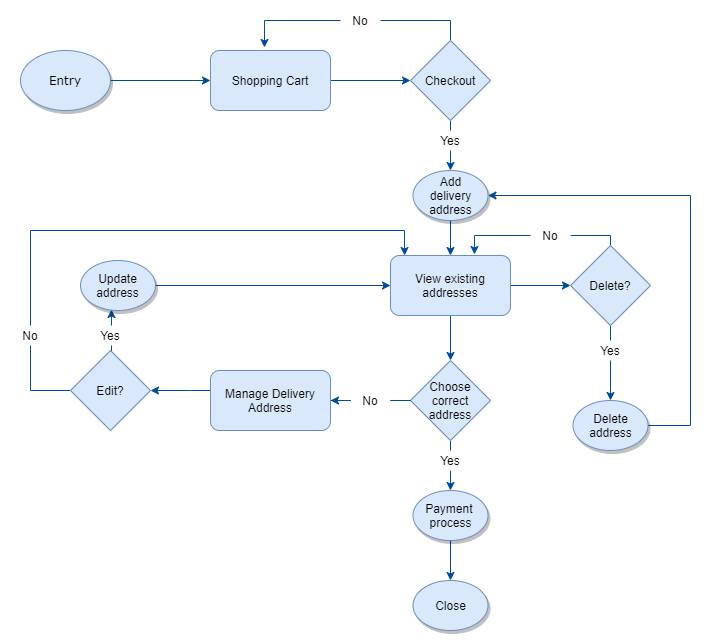 No
Entry
Shopping Cart
Checkout
Yes
Add
delivery
address
No
Update
address
View existing
addresses
Delete?
No
Yes
Yes
Edit?
Manage Delivery
Address
No
Choose
correct
address
Delete
address
Yes
Payment
process
Close